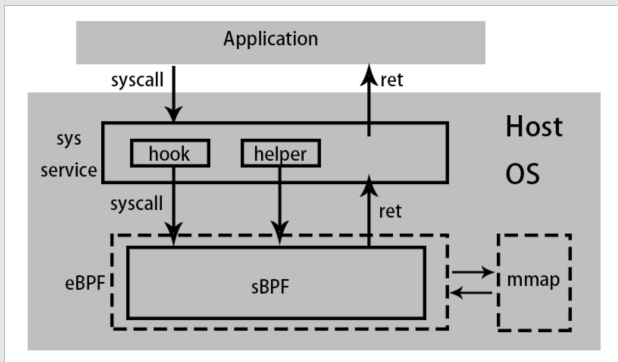 Application
syscall
ret
sys
service
hook
helper
Host
OS
syscall
ret
eBPF
sBPF
mmap